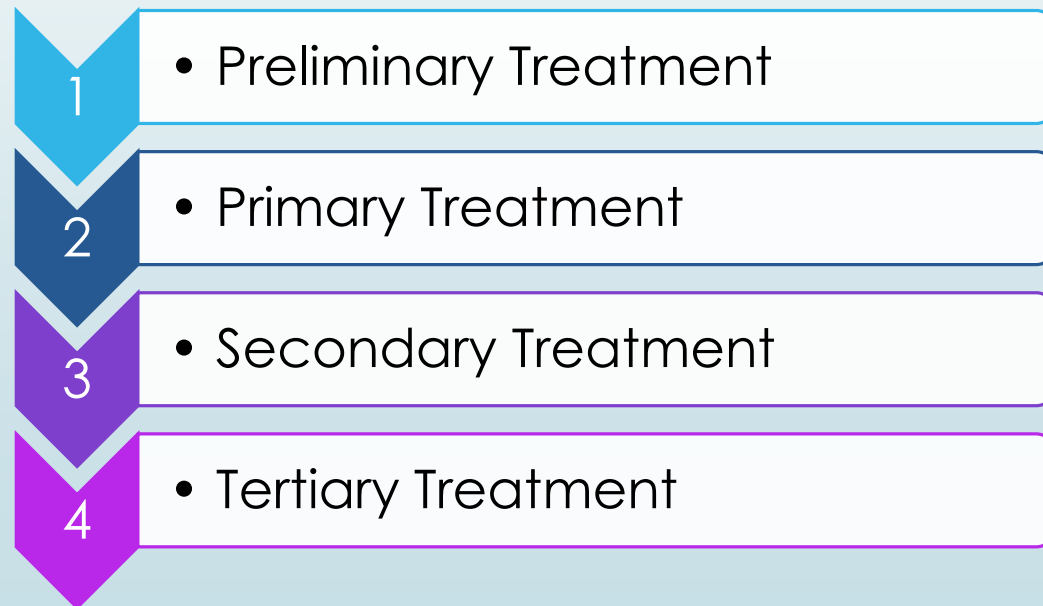 1 • Preliminary Treatment
2 • Primary Treatment
3 • Secondary Treatment
4 • Tertiary Treatment